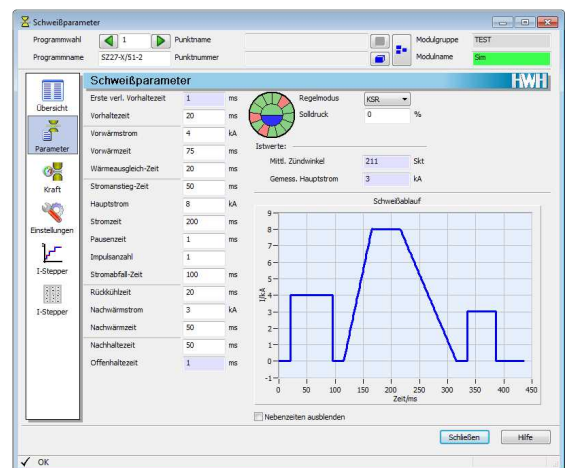 Schweißparameter
Programmwahl 1 Punktname Modulgruppe TEST
Programmname SZ27-X/S1-2 Punktnummer Modulname Sim
Schweißparameter HWH
Übersicht
Parameter
Kraft
Einstellungen
I-Stepper
I-Stepper
Erste verl. Vorhaltezeit 1 ms
Vorhaltezeit 20 ms
Vorwärmstrom 4 kA
Vorwärmzeit 75 ms
Wärmeausgleich-Zeit 20 ms
Stromanstieg-Zeit 50 ms
Hauptstrom 8 kA
Stromzeit 200 ms
Pausenzeit 1 ms
Impulsanzahl 1
Stromabfall-Zeit 100 ms
Rückkühlzeit 20 ms
Nachwärmstrom 3 kA
Nachwärmzeit 50 ms
Nachhaltezeit 50 ms
Offenhaltezeit 1 ms
Regelmodus KSR
Solldruck 0 %
Istwerte:
Mittl. Zündwinkel 211 Skt
Gemess. Hauptstrom 3 kA
Schweißablauf
9
8
7
6
5
4
3
2
1
0
-1
I/kA
0 50 100 150 200 250 300 350 400 450
Zeit/ms
Nebenzeiten ausblenden
Schließen Hilfe
OK